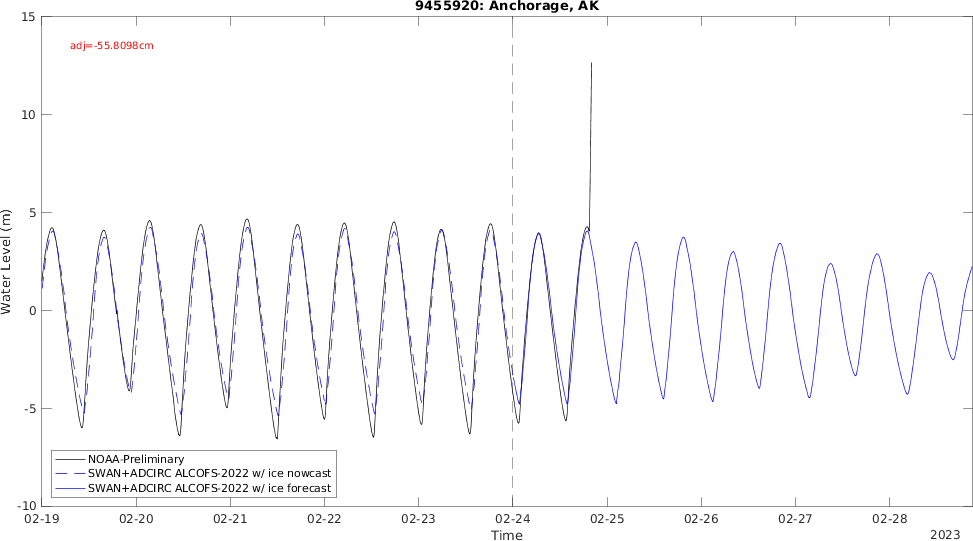 9455920: Anchorage, AK
15
adj=-55.8098cm
10
5
0
-5
-10
Water Level (m)
NOAA-Preliminary
SWAN+ADCIRC ALCOFS-2022 w/ ice nowcast
SWAN+ADCIRC ALCOFS-2022 w/ ice forecast
02-19 02-20 02-21 02-22 02-23 02-24 02-25 02-26 02-27 02-28
Time
2023